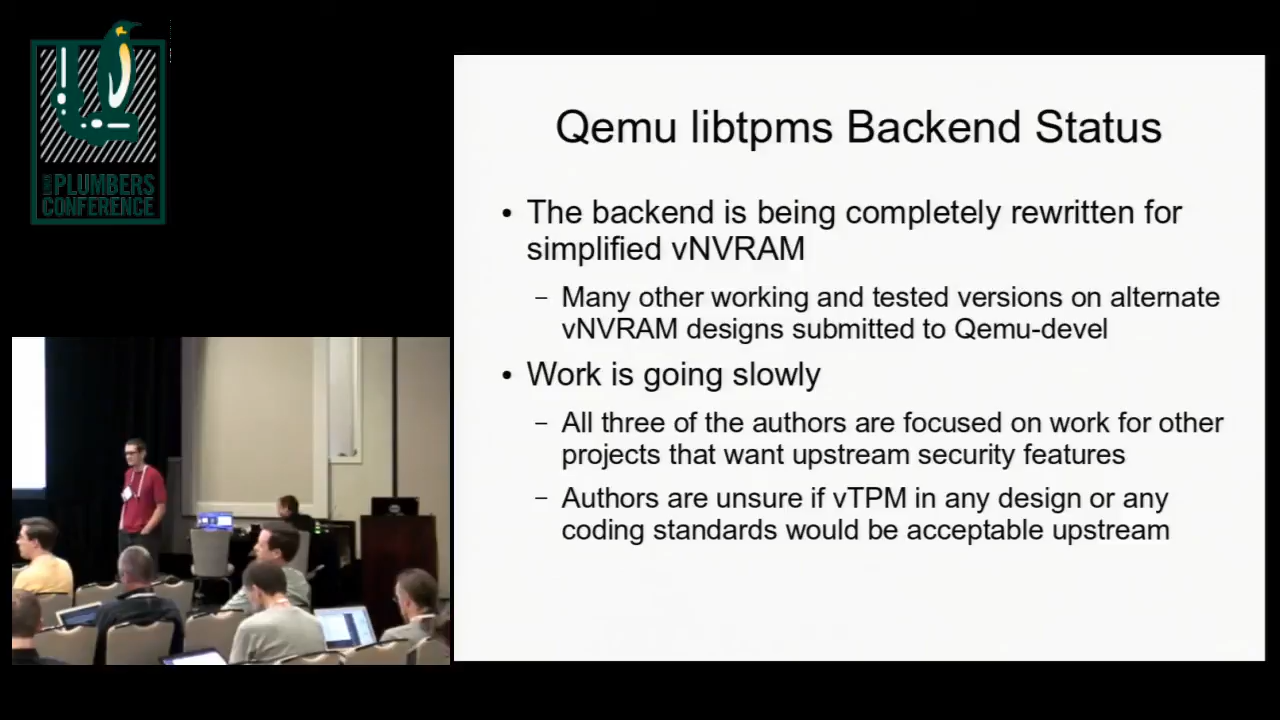 LINUX
PLUMBERS
CONFERENCE
Qemu libtpms Backend Status
• The backend is being completely rewritten for
simplified vNVRAM
– Many other working and tested versions on alternate
vNVRAM designs submitted to Qemu-devel
• Work is going slowly
– All three of the authors are focused on work for other
projects that want upstream security features
– Authors are unsure if vTPM in any design or any
coding standards would be acceptable upstream